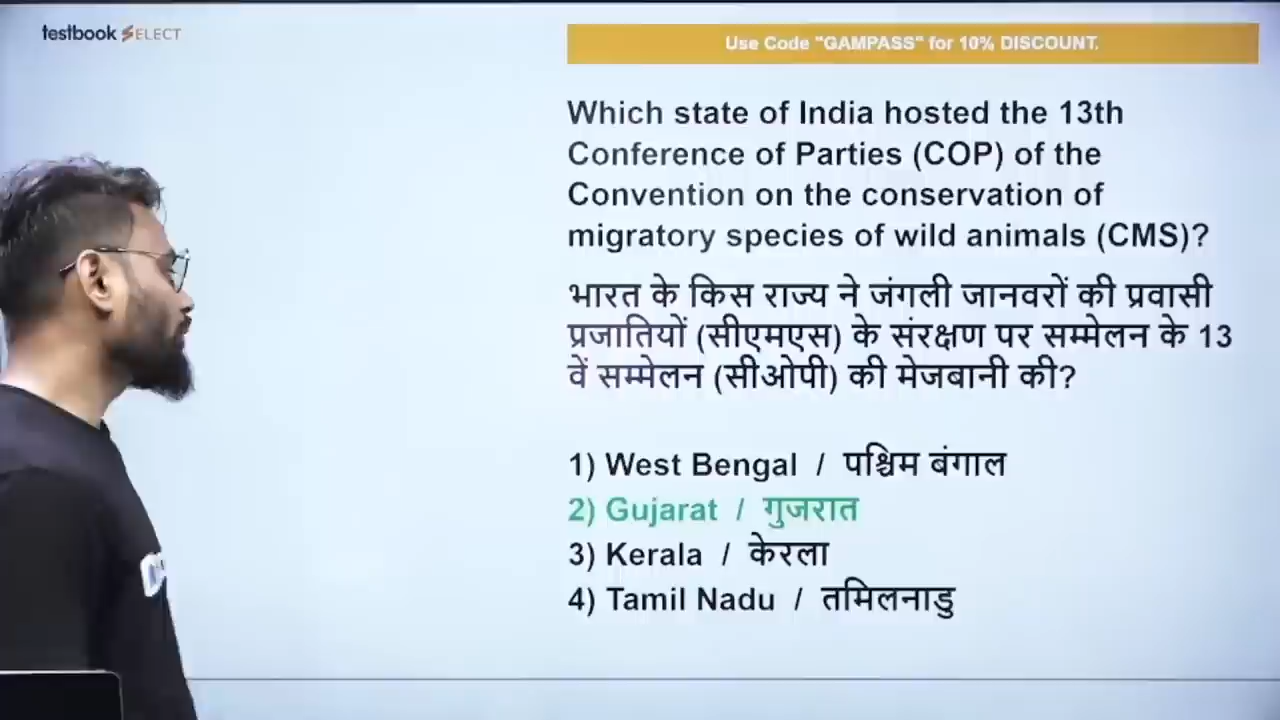 testbook SELECT
Use Code "GAMPASS" for 10% DISCOUNT.
Which state of India hosted the 13th
Conference of Parties (COP) of the
Convention on the conservation of
migratory species of wild animals (CMS)?
भारत के किस राज्य ने जंगली जानवरों की प्रवासी
प्रजातियों (सीएमएस) के संरक्षण पर सम्मेलन के 13
वें सम्मेलन (सीओपी) की मेजबानी की?
1) West Bengal / पश्चिम बंगाल
2) Gujarat / गुजरात
3) Kerala / केरला
4) Tamil Nadu / तमिलनाडु